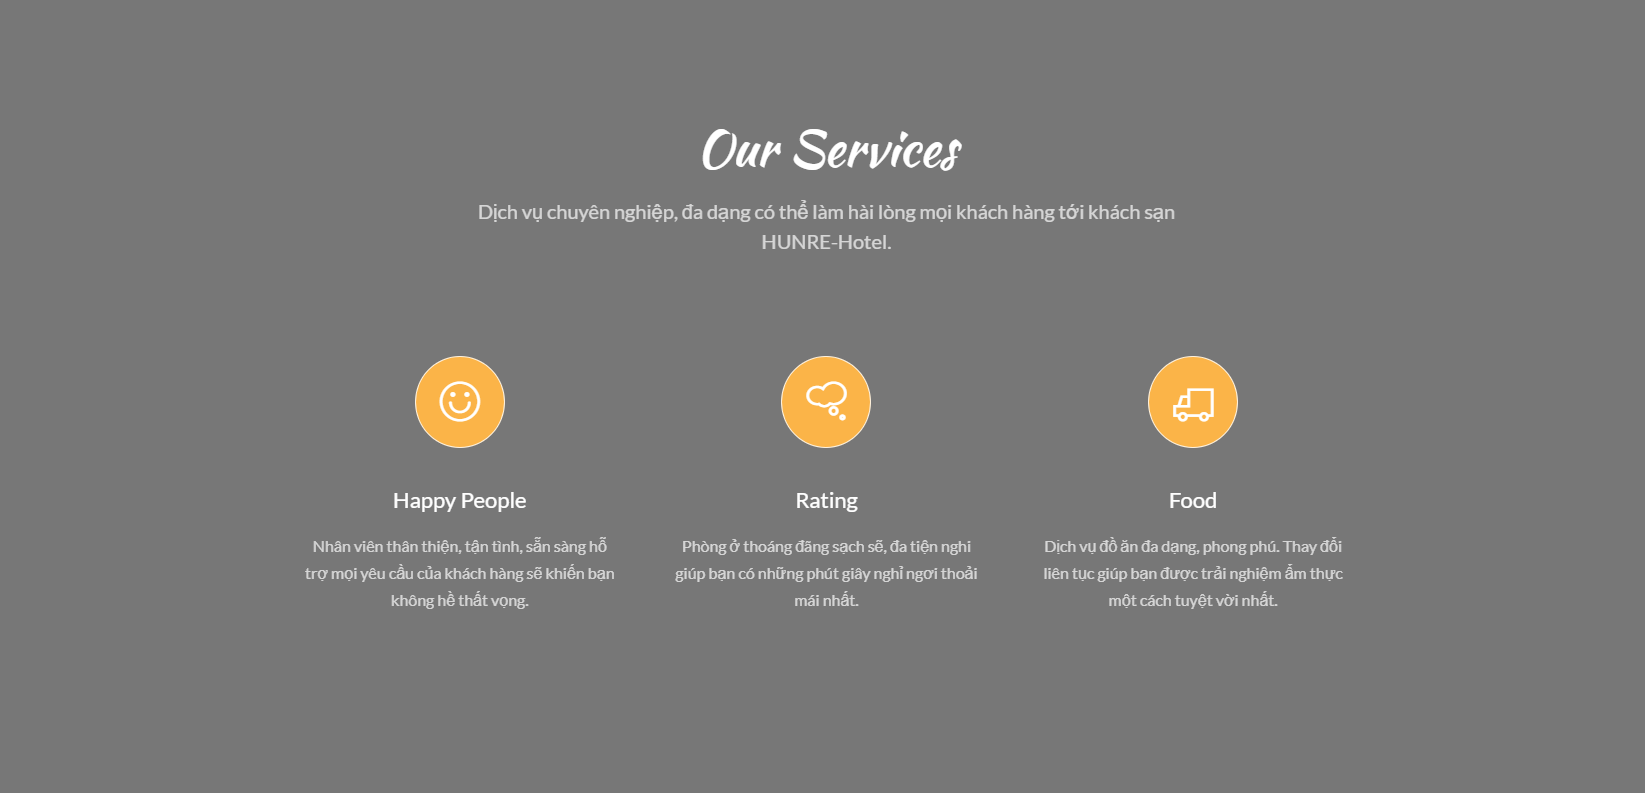 Our Services
Dịch vụ chuyên nghiệp, đa dạng có thể làm hài lòng mọi khách hàng tới khách sạn
HUNRE-Hotel.
Happy People
Nhân viên thân thiện, tận tình, sẵn sàng hỗ
trợ mọi yêu cầu của khách hàng sẽ khiến bạn
không hề thất vọng.
Rating
Phòng ở thoáng đãng sạch sẽ, đa tiện nghi
giúp bạn có những phút giây nghỉ ngơi thoải
mái nhất.
Food
Dịch vụ đồ ăn đa dạng, phong phú. Thay đổi
liên tục giúp bạn được trải nghiệm ẩm thực
một cách tuyệt vời nhất.